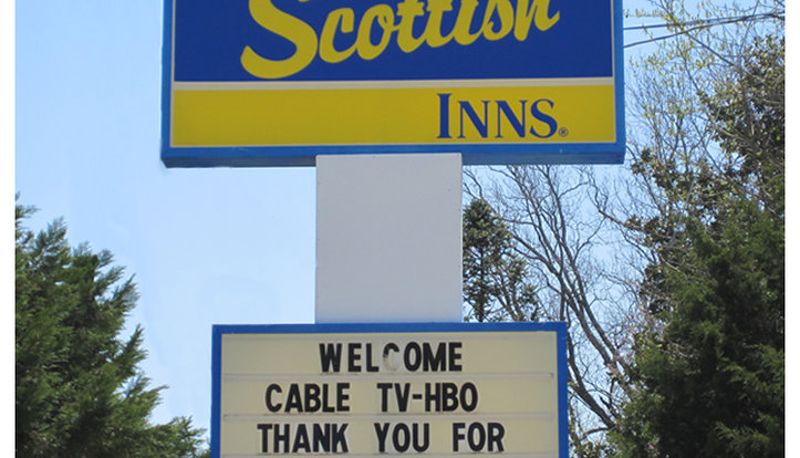 Scottish
INNS®
WELCOME
CABLE TV-HBO
THANK YOU FOR